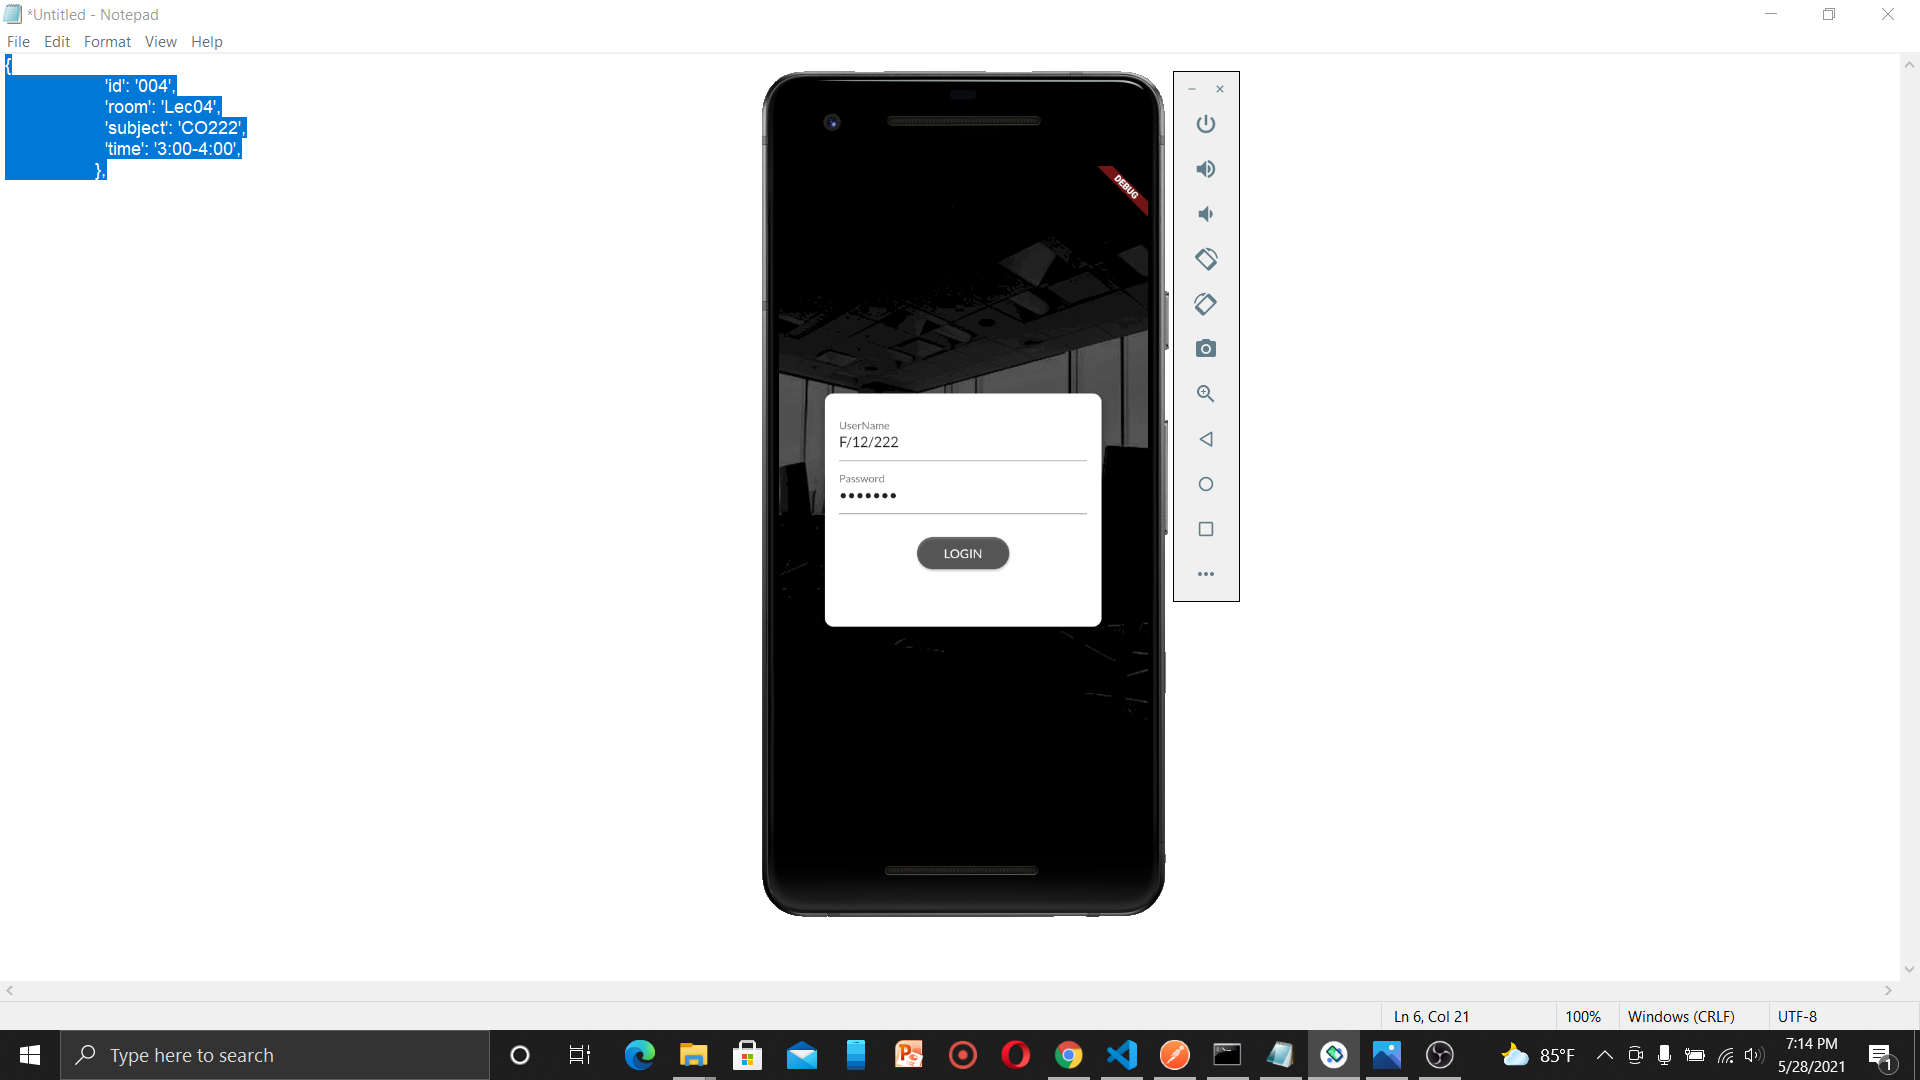 *Untitled - Notepad
File Edit Format View Help
{
'id': '004',
'room': 'Lec04',
'subject': 'CO222',
'time': '3:00-4:00',
},
DEBUG
UserName
F/12/222
Password
•••••••
LOGIN
Ln 6, Col 21
100%
Windows (CRLF)
UTF-8
Type here to search
85°F
7:14 PM
5/28/2021
1